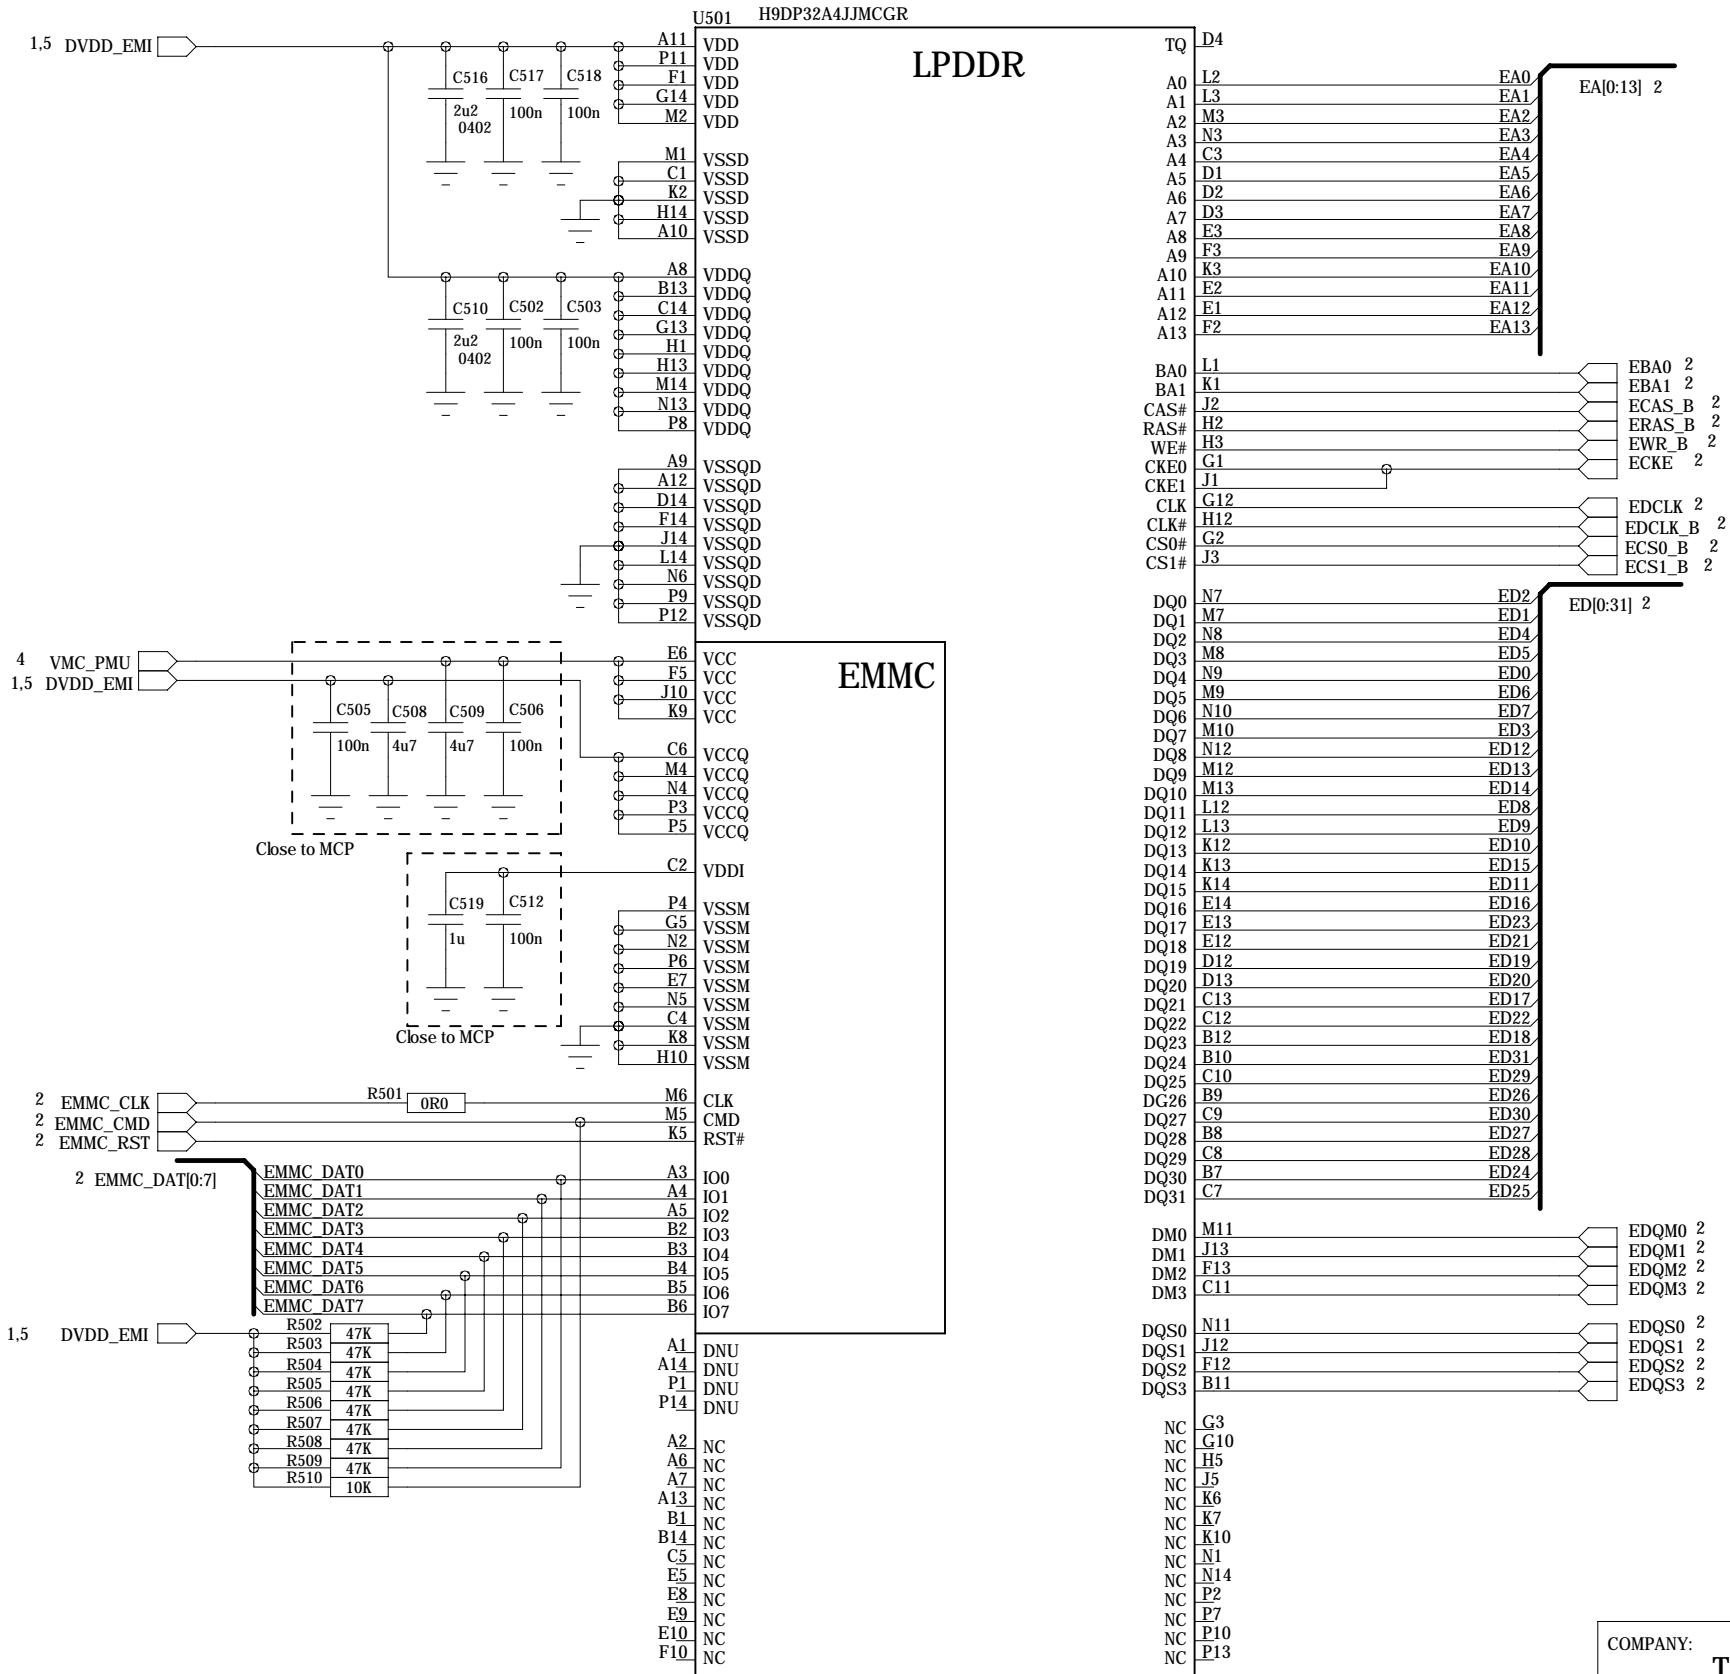 U501 H9DP32A4JJMCGR
LPDDR
1,5 DVDD_EMI
C516 2u2 0402
C517 100n
C518 100n
A11 VDD
P11 VDD
F1 VDD
G14 VDD
M2 VDD
M1 VSSD
C1 VSSD
K2 VSSD
H14 VSSD
A10 VSSD
C510 2u2 0402
C502 100n
C503 100n
A8 VDDQ
B13 VDDQ
C14 VDDQ
G13 VDDQ
H1 VDDQ
H13 VDDQ
M14 VDDQ
N13 VDDQ
P8 VDDQ
A9 VSSQD
A12 VSSQD
D14 VSSQD
F14 VSSQD
J14 VSSQD
L14 VSSQD
N6 VSSQD
P9 VSSQD
P12 VSSQD
EMMC
4 VMC_PMU
1,5 DVDD_EMI
C505 100n
C508 4u7
C509 4u7
C506 100n
Close to MCP
E6 VCC
F5 VCC
J10 VCC
K9 VCC
C6 VCCQ
M4 VCCQ
N4 VCCQ
P3 VCCQ
P5 VCCQ
C2 VDDI
C519 1u
C512 100n
Close to MCP
P4 VSSM
G5 VSSM
N2 VSSM
P6 VSSM
E7 VSSM
N5 VSSM
C4 VSSM
K8 VSSM
H10 VSSM
2 EMMC_CLK R501 0R0 M6 CLK
2 EMMC_CMD M5 CMD
2 EMMC_RST K5 RST#
2 EMMC_DAT[0:7]
EMMC_DAT0 A3 IO0
EMMC_DAT1 A4 IO1
EMMC_DAT2 A5 IO2
EMMC_DAT3 B2 IO3
EMMC_DAT4 B3 IO4
EMMC_DAT5 B4 IO5
EMMC_DAT6 B5 IO6
EMMC_DAT7 B6 IO7
1,5 DVDD_EMI
R502 47K
R503 47K
R504 47K
R505 47K
R506 47K
R507 47K
R508 47K
R509 47K
R510 10K
A1 DNU
A14 DNU
P1 DNU
P14 DNU
A2 NC
A6 NC
A7 NC
A13 NC
B1 NC
B14 NC
C5 NC
E5 NC
E8 NC
E9 NC
E10 NC
F10 NC
TQ D4
A0 L2 EA0
A1 L3 EA1
A2 M3 EA2
A3 N3 EA3
A4 C3 EA4
A5 D1 EA5
A6 D2 EA6
A7 D3 EA7
A8 E3 EA8
A9 F3 EA9
A10 K3 EA10
A11 E2 EA11
A12 E1 EA12
A13 F2 EA13
EA[0:13] 2
BA0 L1 EBA0 2
BA1 K1 EBA1 2
CAS# J2 ECAS_B 2
RAS# H2 ERAS_B 2
WE# H3 EWR_B 2
CKE0 G1 ECKE 2
CKE1 J1
CLK G12 EDCLK 2
CLK# H12 EDCLK_B 2
CS0# G2 ECS0_B 2
CS1# J3 ECS1_B 2
ED[0:31] 2
DQ0 N7 ED2
DQ1 M7 ED1
DQ2 N8 ED4
DQ3 M8 ED5
DQ4 N9 ED0
DQ5 M9 ED6
DQ6 N10 ED7
DQ7 M10 ED3
DQ8 N12 ED12
DQ9 M12 ED13
DQ10 M13 ED14
DQ11 L12 ED8
DQ12 L13 ED9
DQ13 K12 ED10
DQ14 K13 ED15
DQ15 K14 ED11
DQ16 E14 ED16
DQ17 E13 ED23
DQ18 E12 ED21
DQ19 D12 ED19
DQ20 D13 ED20
DQ21 C13 ED17
DQ22 C12 ED22
DQ23 B12 ED18
DQ24 B10 ED31
DQ25 C10 ED29
DG26 B9 ED26
DQ27 C9 ED30
DQ28 B8 ED27
DQ29 C8 ED28
DQ30 B7 ED24
DQ31 C7 ED25
DM0 M11 EDQM0 2
DM1 J13 EDQM1 2
DM2 F13 EDQM2 2
DM3 C11 EDQM3 2
DQS0 N11 EDQS0 2
DQS1 J12 EDQS1 2
DQS2 F12 EDQS2 2
DQS3 B11 EDQS3 2
NC G3
NC G10
NC H5
NC J5
NC K6
NC K7
NC K10
NC N1
NC N14
NC P2
NC P7
NC P10
NC P13
COMPANY:
T